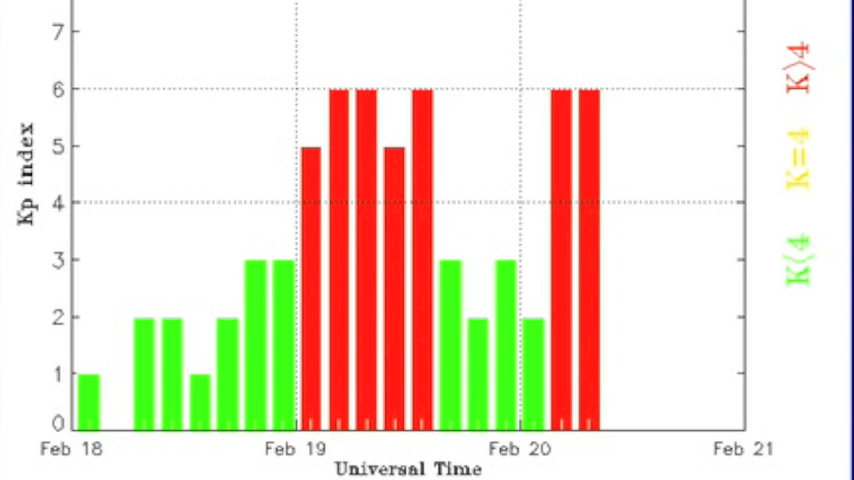 7
6
5
4
3
2
1
0
Kp index
Feb 18
Feb 19
Feb 20
Feb 21
Universal Time
K>4
K=4
K<4